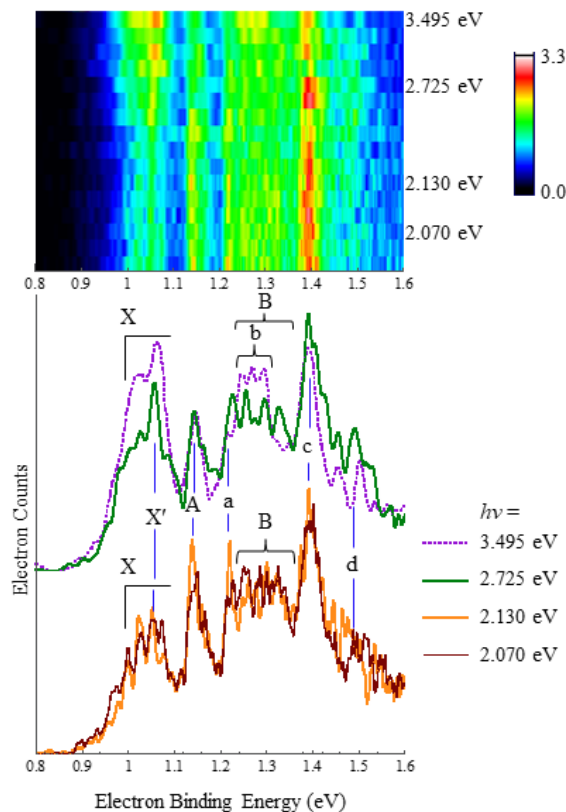 3.495 eV
2.725 eV
2.130 eV
2.070 eV
3.3
0.0
0.8 0.9 1 1.1 1.2 1.3 1.4 1.5 1.6
X
B
b
c
X′
A
a
d
X
B
Electron Counts
hν =
3.495 eV
2.725 eV
2.130 eV
2.070 eV
0.8 0.9 1 1.1 1.2 1.3 1.4 1.5 1.6
Electron Binding Energy (eV)